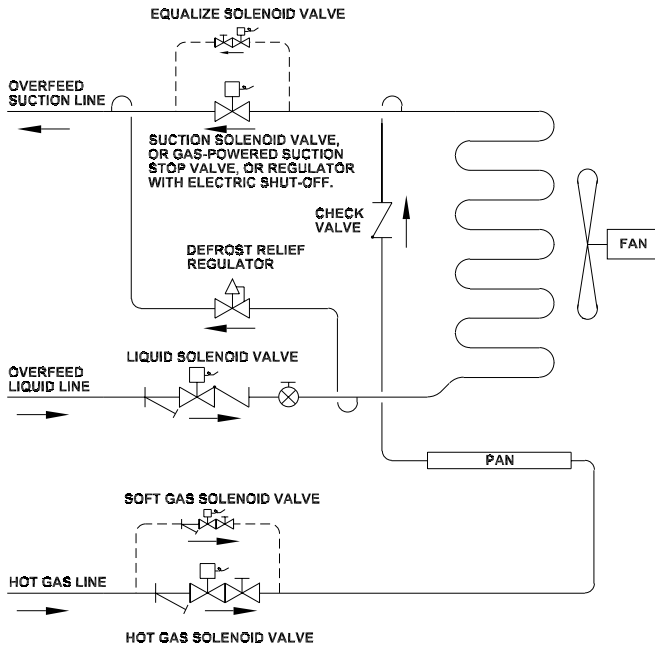 EQUALIZE SOLENOID VALVE
OVERFEED
SUCTION LINE
SUCTION SOLENOID VALVE,
OR GAS-POWERED SUCTION
STOP VALVE, OR REGULATOR
WITH ELECTRIC SHUT-OFF.
CHECK
VALVE
FAN
DEFROST RELIEF
REGULATOR
LIQUID SOLENOID VALVE
OVERFEED
LIQUID LINE
PAN
SOFT GAS SOLENOID VALVE
HOT GAS LINE
HOT GAS SOLENOID VALVE